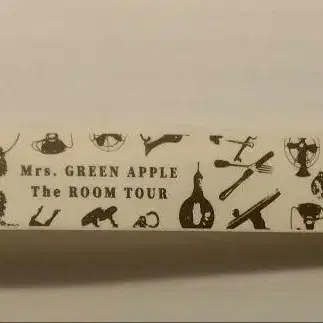 Mrs. GREEN APPLE
The ROOM TOUR